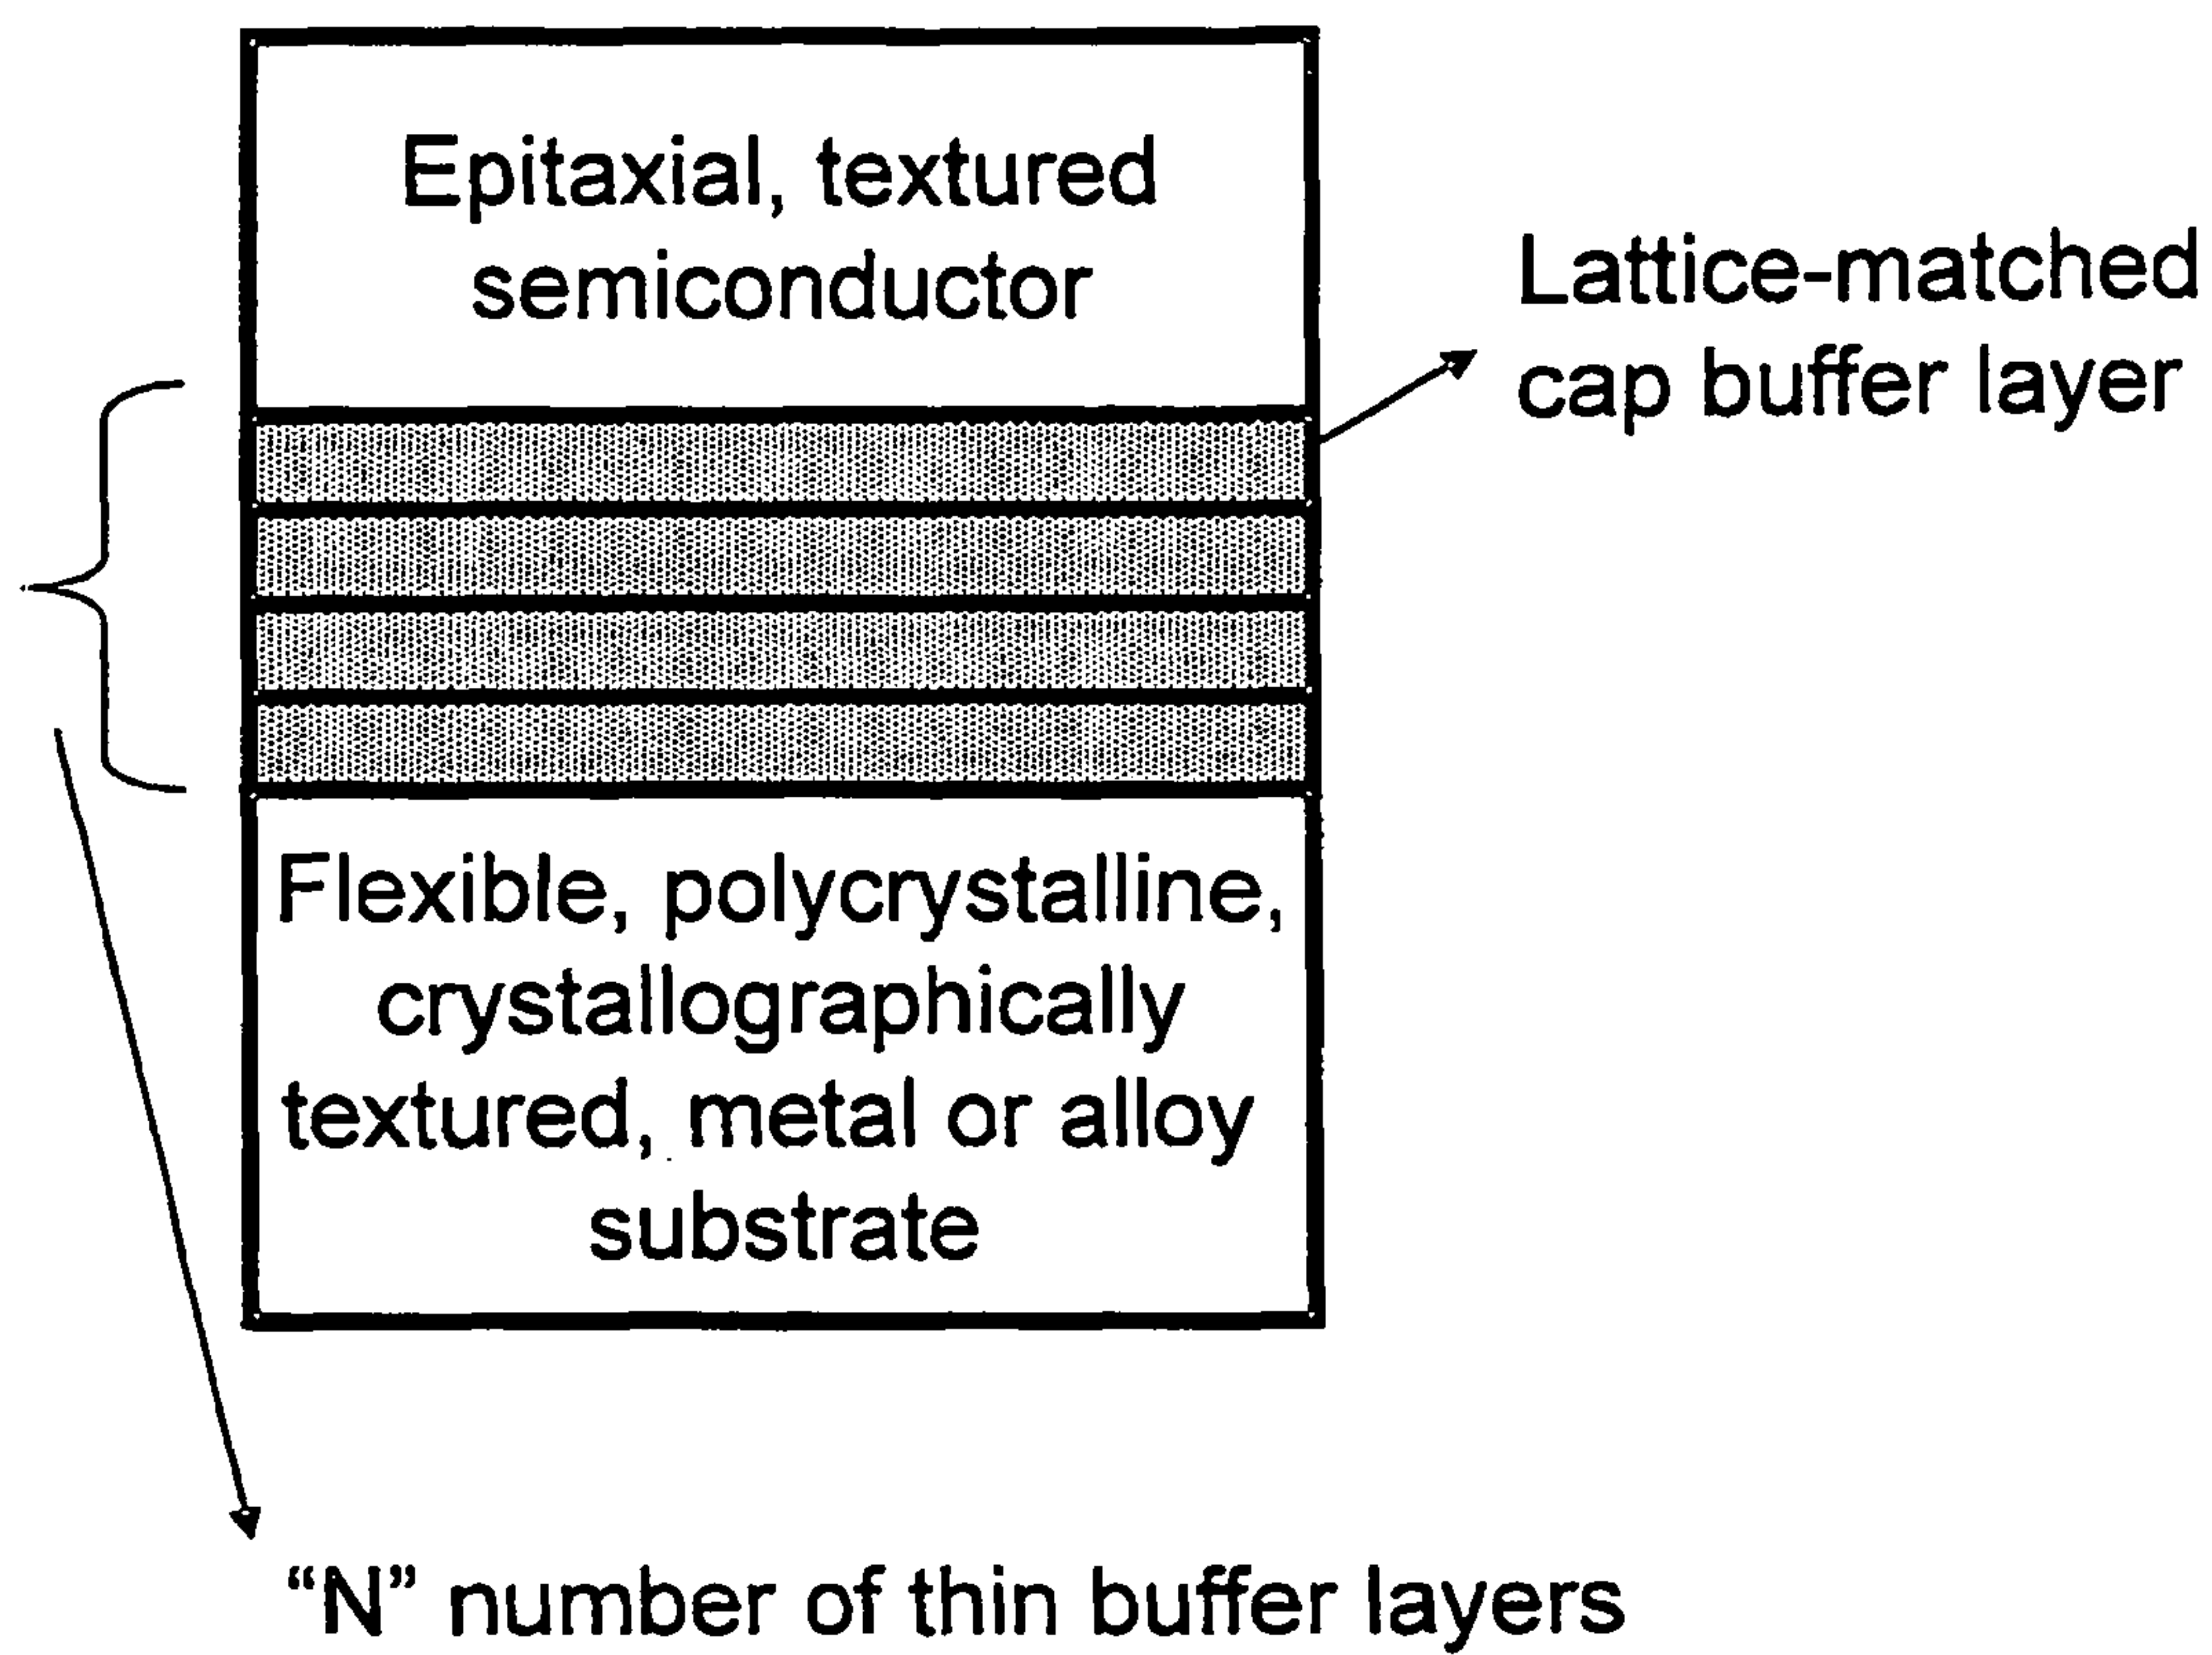 Epitaxial, textured
semiconductor
Lattice-matched
cap buffer layer
Flexible, polycrystalline,
crystallographically
textured, metal or alloy
substrate
“N” number of thin buffer layers